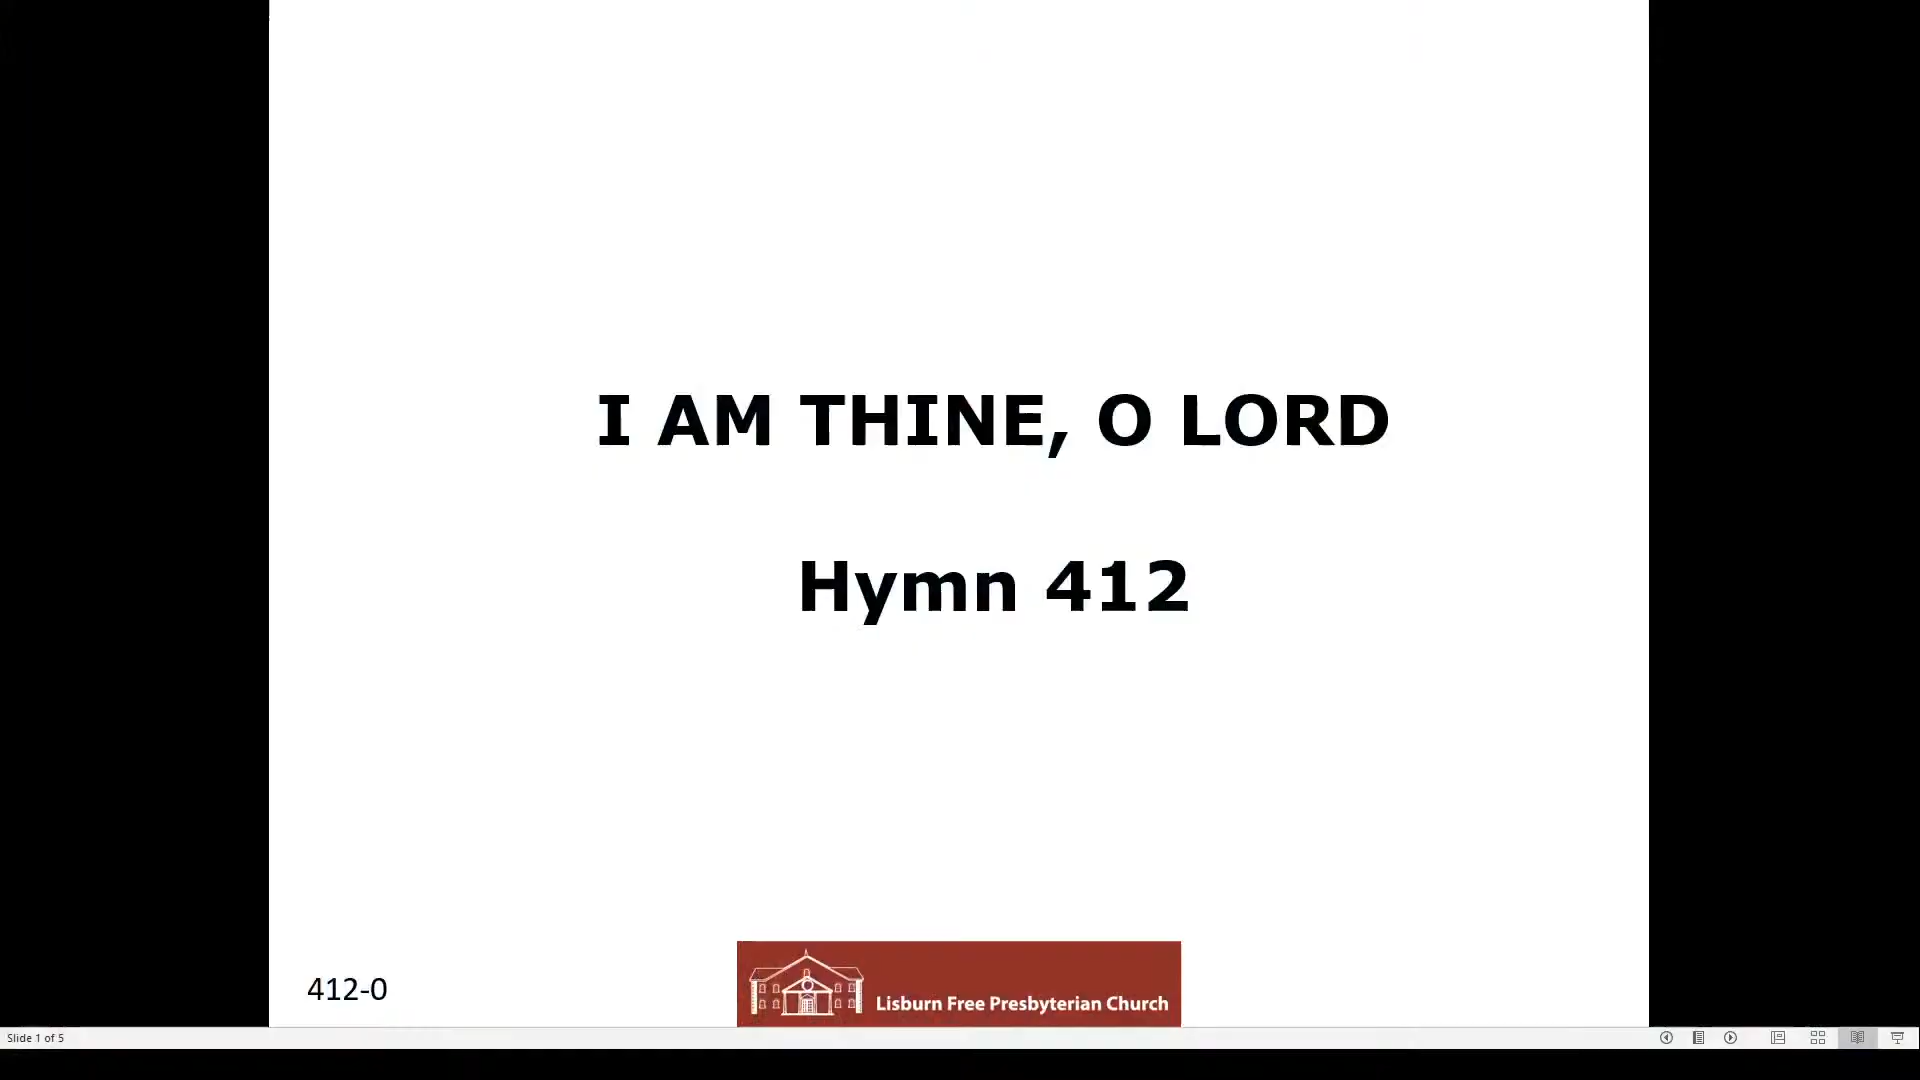 I AM THINE, O LORD
Hymn 412
412-0
Lisburn Free Presbyterian Church
Slide 1 of 5